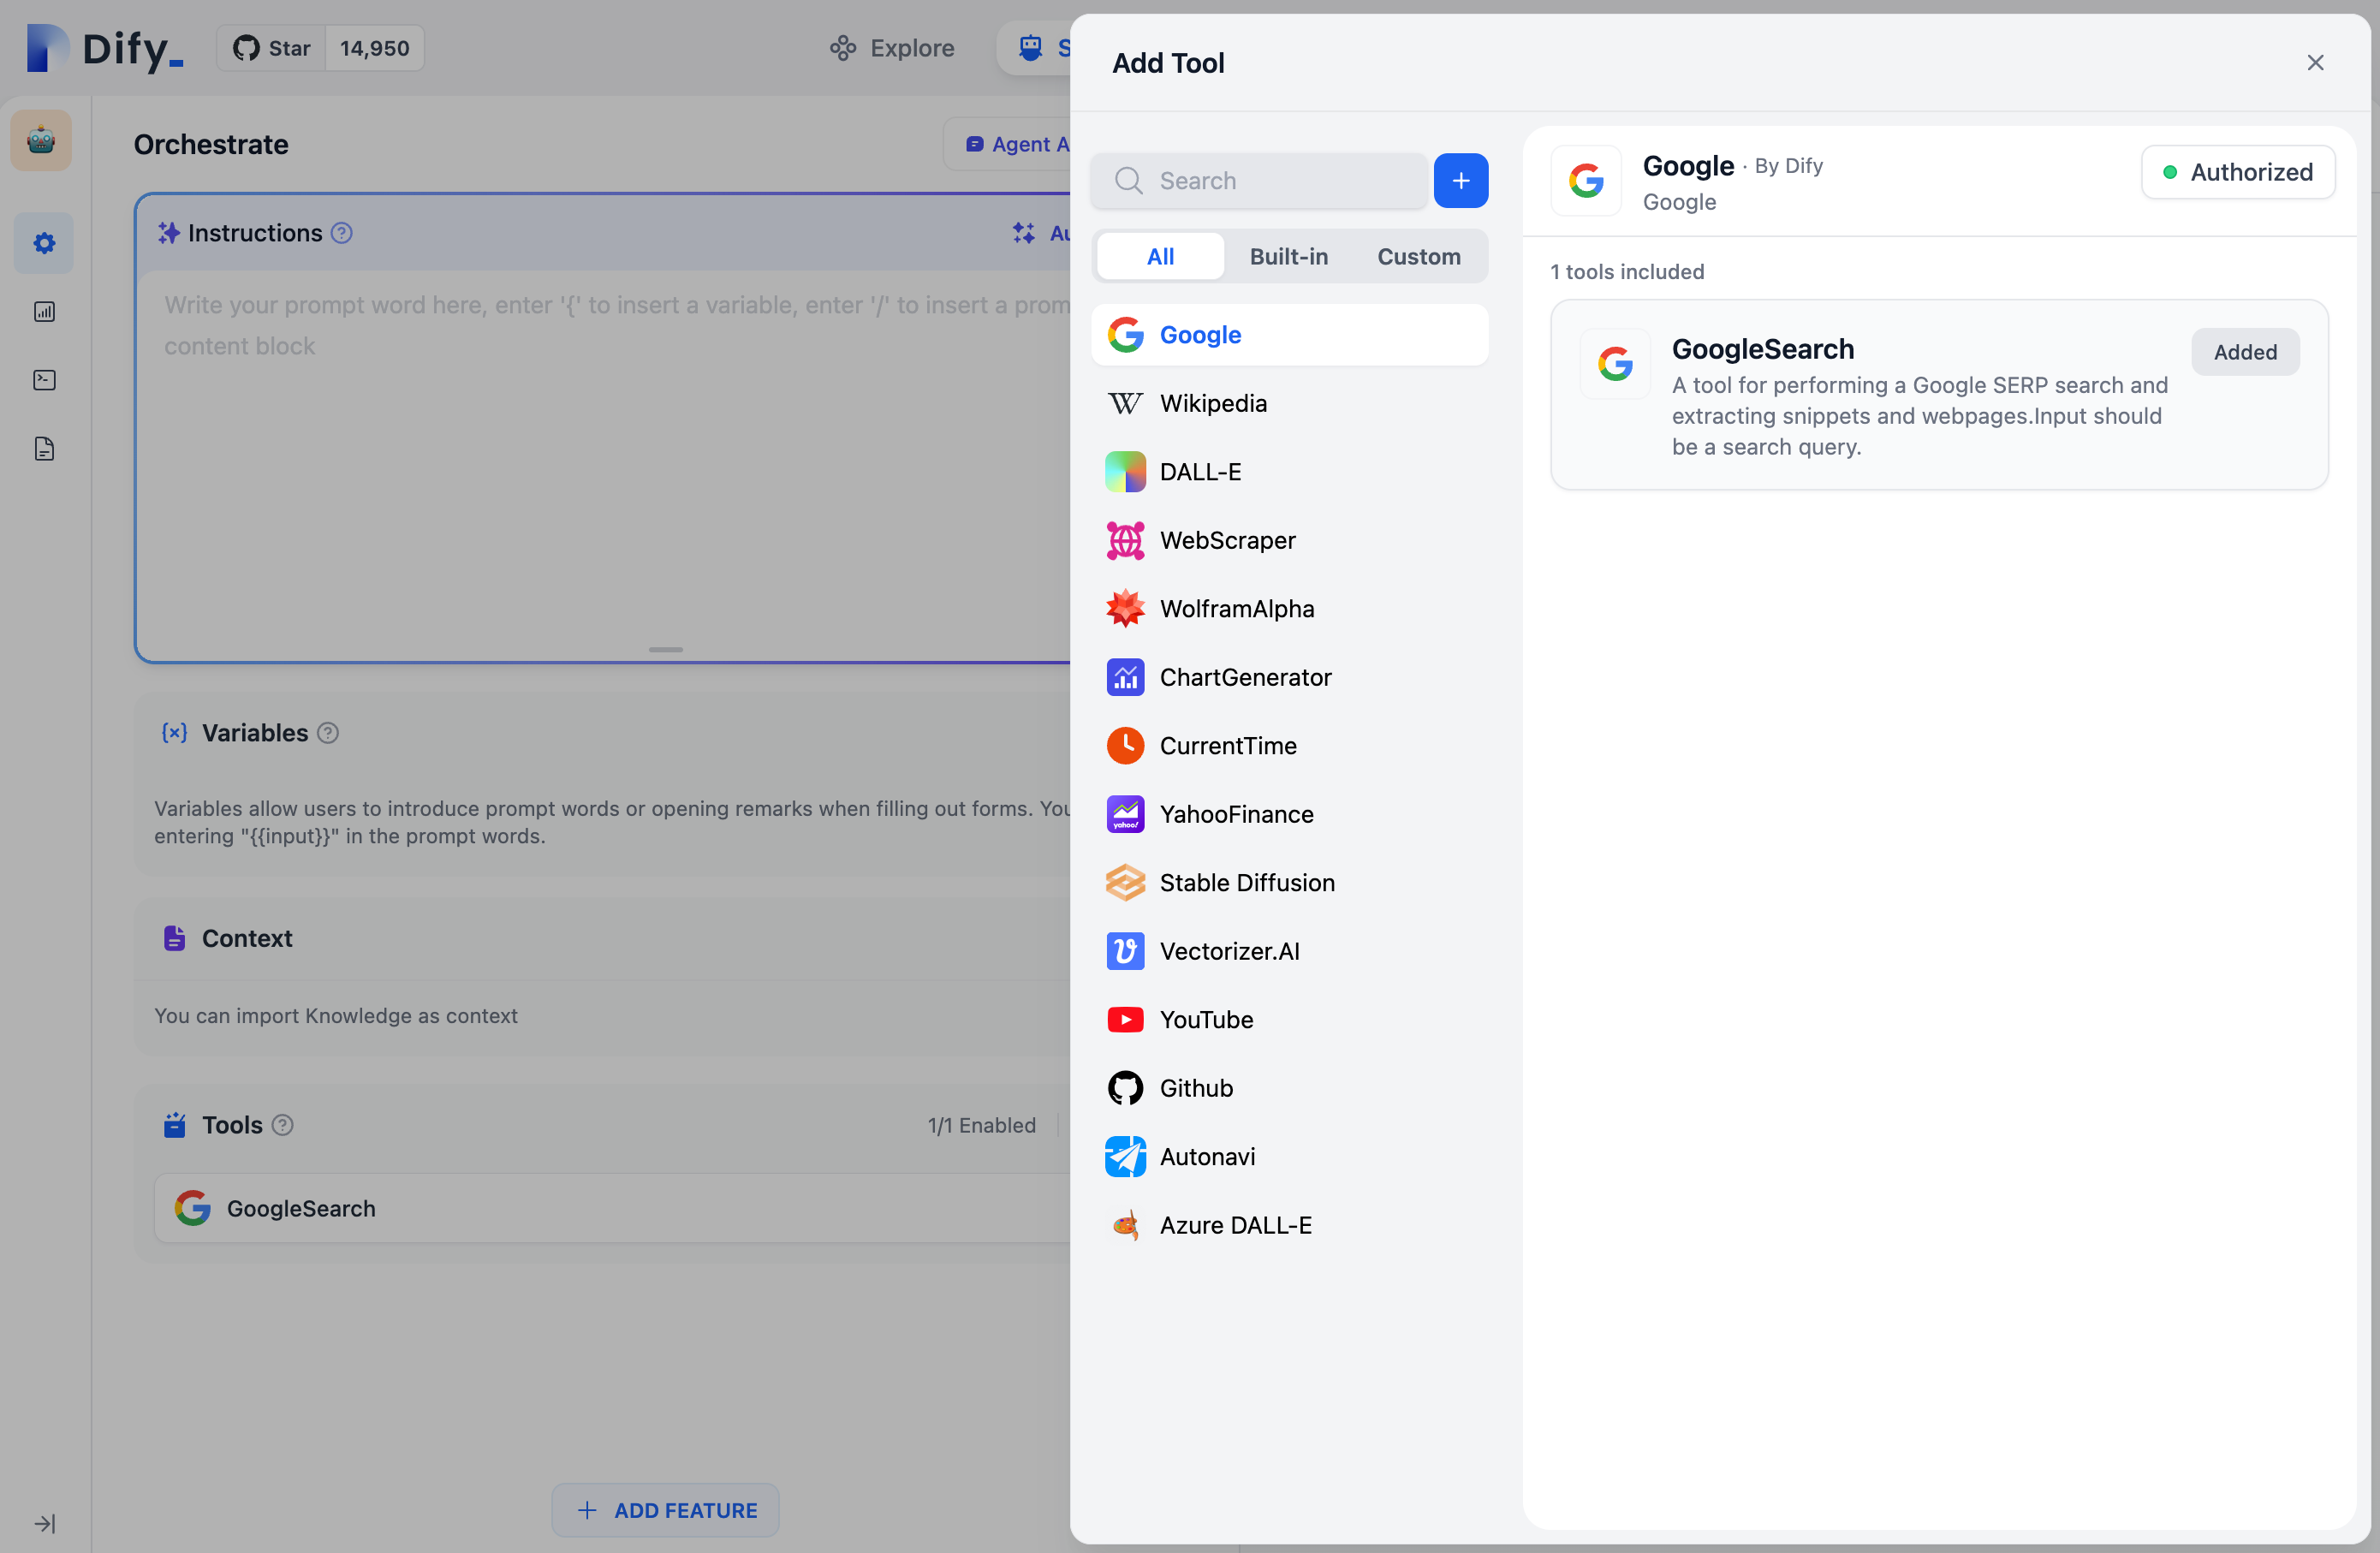 Dify_
Star 14,950
Explore
Orchestrate
Instructions
Write your prompt word here, enter '{' to insert a variable, enter '/' to insert a
content block
Variables
Variables allow users to introduce prompt words or opening remarks when filling out forms.
entering "{{input}}" in the prompt words.
Context
You can import Knowledge as context
Tools
1/1 Enabled
GoogleSearch
+ ADD FEATURE
Agent
Add Tool
Search
All Built-in Custom
Google
Wikipedia
DALL-E
WebScraper
WolframAlpha
ChartGenerator
CurrentTime
YahooFinance
Stable Diffusion
Vectorizer.AI
YouTube
Github
Autonavi
Azure DALL-E
Google · By Dify
Google
Authorized
1 tools included
GoogleSearch
Added
A tool for performing a Google SERP search and
extracting snippets and webpages.Input should
be a search query.